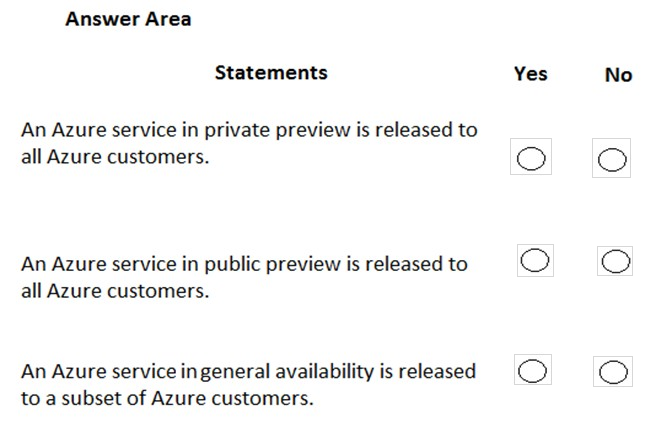 Answer Area
Statements Yes No
An Azure service in private preview is released to
all Azure customers.
An Azure service in public preview is released to
all Azure customers.
An Azure service in general availability is released
to a subset of Azure customers.